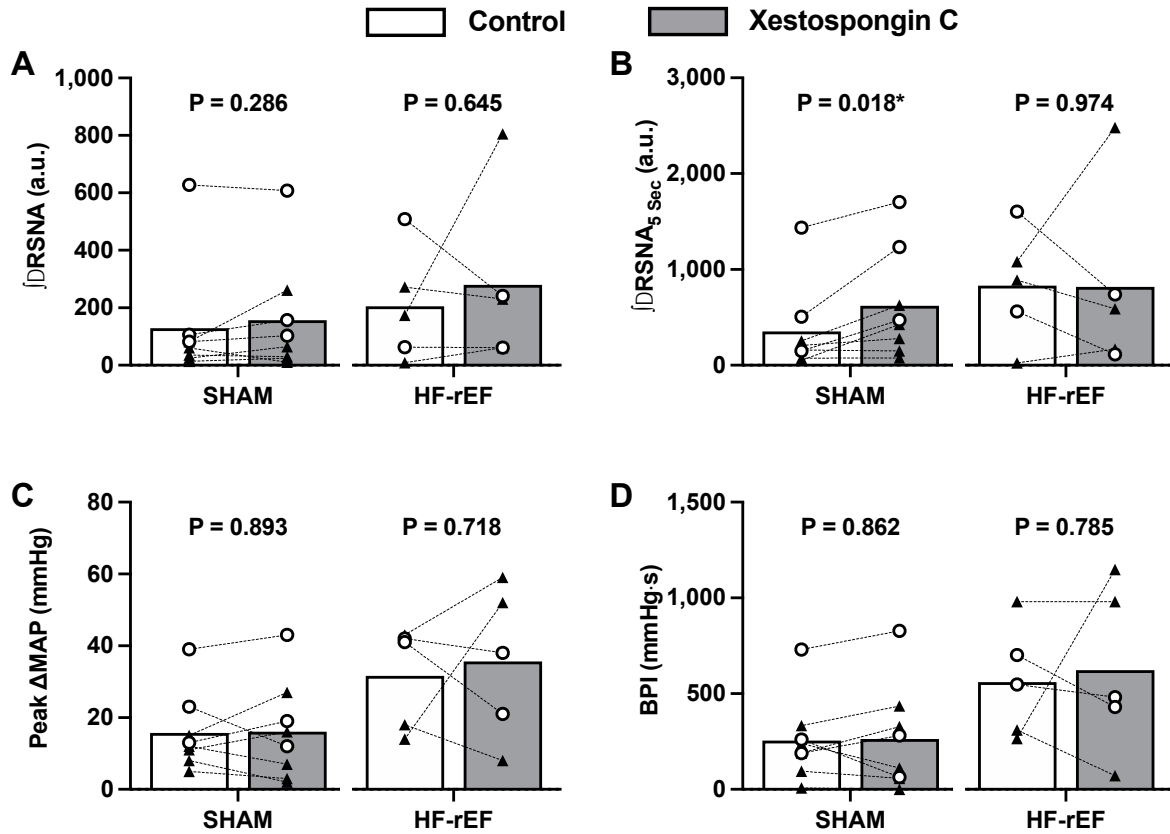 Control Xestospongin C
A
∫▯RSNA (a.u.)
1,000
800
600
400
200
0
P = 0.286 P = 0.645
SHAM HF-rEF
B
∫▯RSNA5 Sec (a.u.)
3,000
2,000
1,000
0
P = 0.018* P = 0.974
SHAM HF-rEF
C
Peak ΔMAP (mmHg)
80
60
40
20
0
P = 0.893 P = 0.718
SHAM HF-rEF
D
BPI (mmHg·s)
1,500
1,000
500
0
P = 0.862 P = 0.785
SHAM HF-rEF